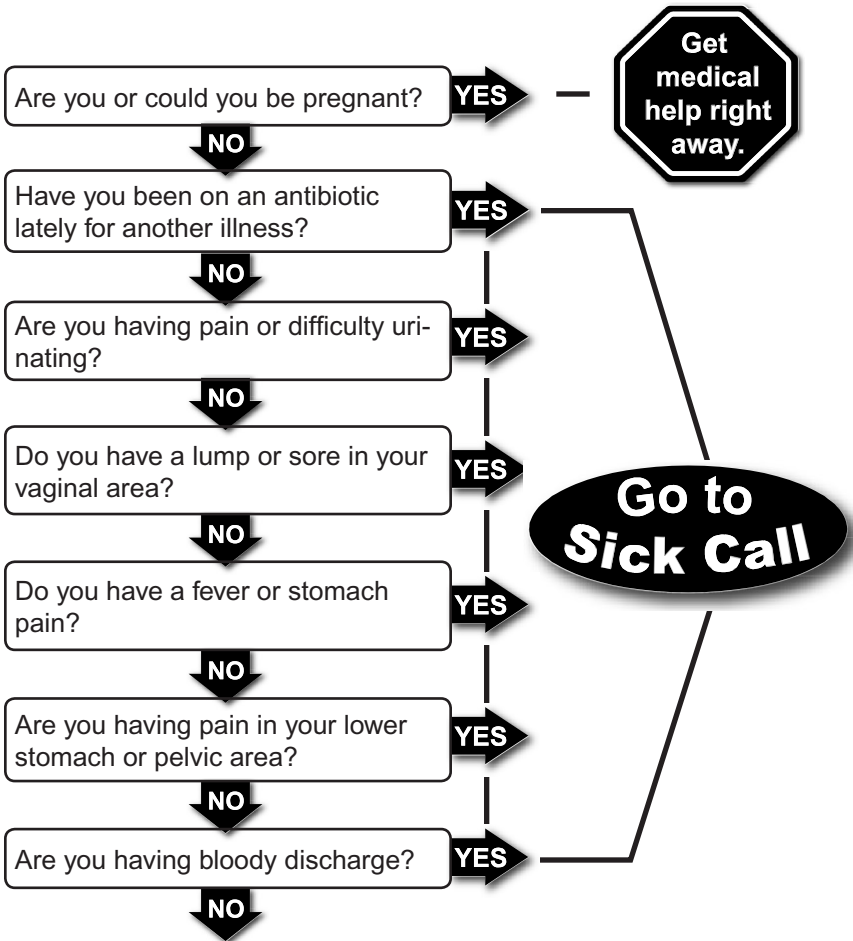 Get
medical
help right
away.
Are you or could you be pregnant?
YES
NO
Have you been on an antibiotic
lately for another illness?
YES
NO
Are you having pain or difficulty uri-
nating?
YES
NO
Do you have a lump or sore in your
vaginal area?
YES
NO
Go to
Sick Call
Do you have a fever or stomach
pain?
YES
NO
Are you having pain in your lower
stomach or pelvic area?
YES
NO
Are you having bloody discharge?
YES
NO